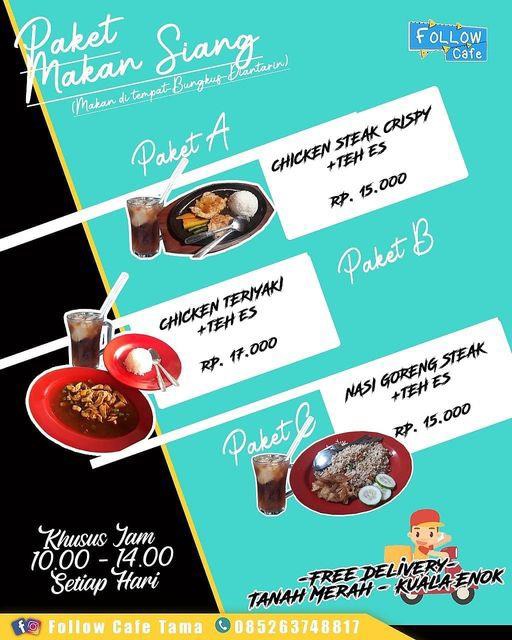 Paket
Makan Siang
(Makan di tempat-Bungkus-Diantarin)
FOLLOW
Cafe
Paket A
CHICKEN STEAK CRISPY
+TEH ES
RP. 15.000
Paket B
CHICKEN TERIYAKI
+TEH ES
RP. 17.000
NASI GORENG STEAK
+TEH ES
RP. 15.000
Paket C
Khusus Jam
10.00 - 14.00
Setiap Hari
-FREE DELIVERY-
TANAH MERAH - KUALA ENOK
Follow Cafe Tama 085263748817